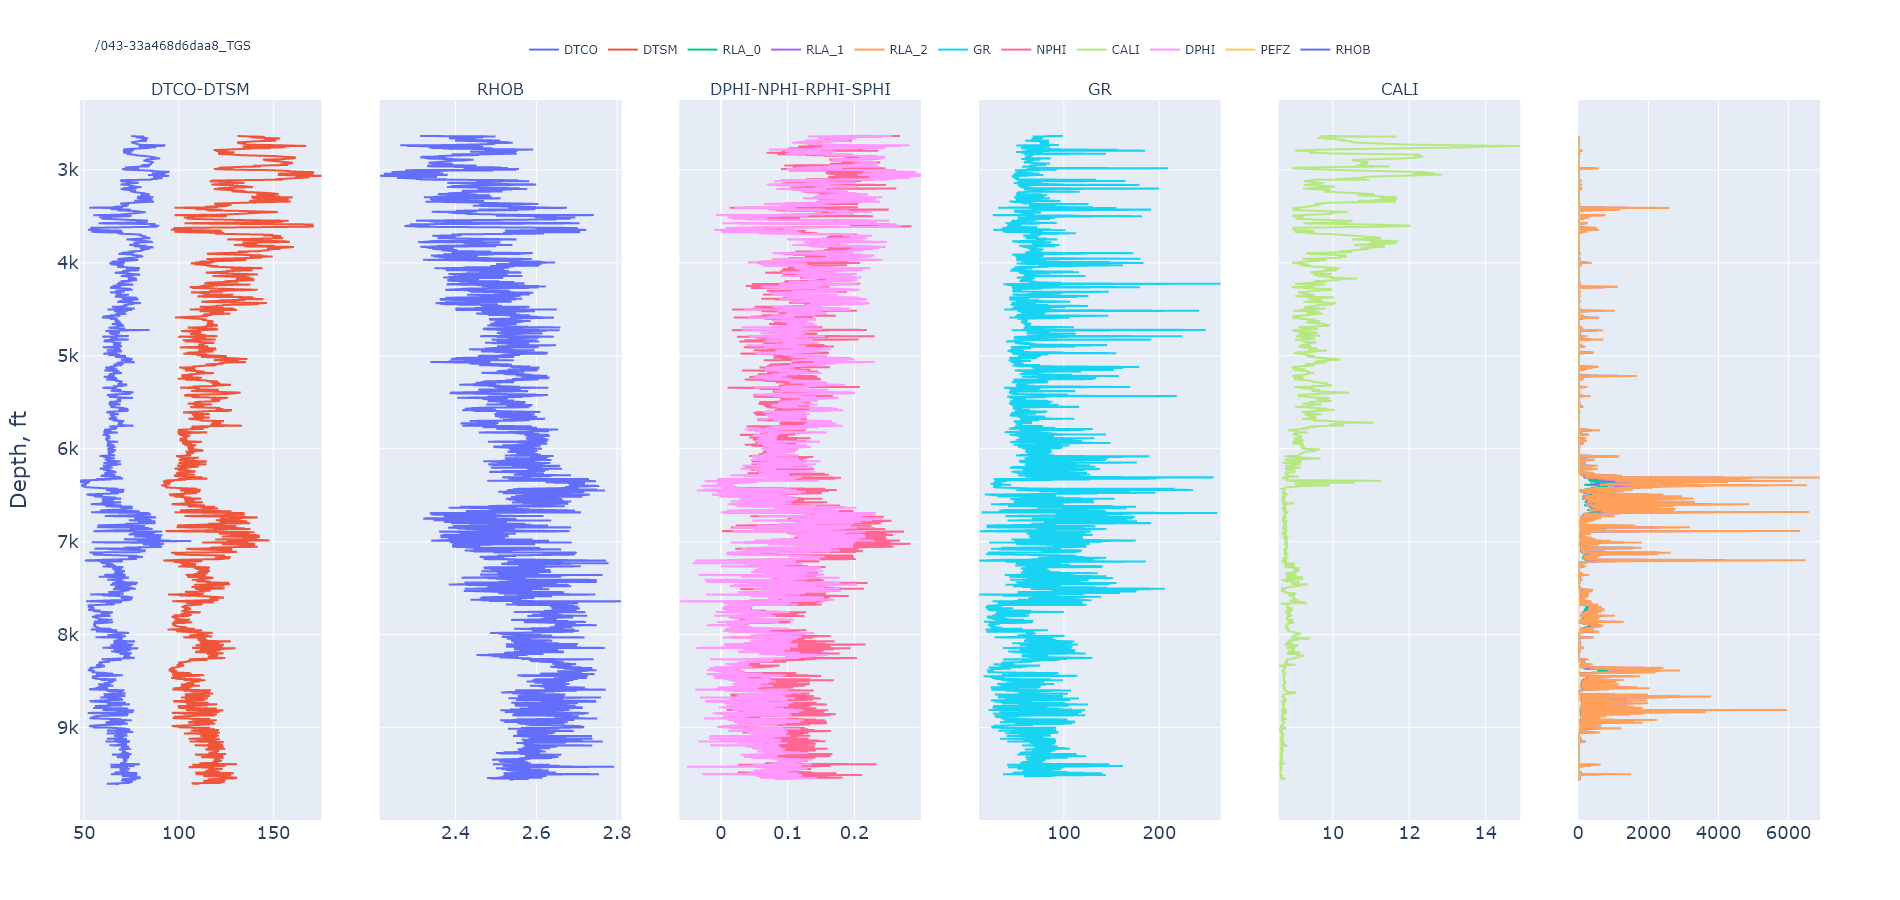 /043-33a468d6daa8_TGS
DTCO DTSM RLA_0 RLA_1 RLA_2 GR NPHI CALI DPHI PEFZ RHOB
DTCO-DTSM RHOB DPHI-NPHI-RPHI-SPHI GR CALI
Depth, ft
3k
4k
5k
6k
7k
8k
9k
50 100 150 2.4 2.6 2.8 0 0.1 0.2 100 200 10 12 14 0 2000 4000 6000